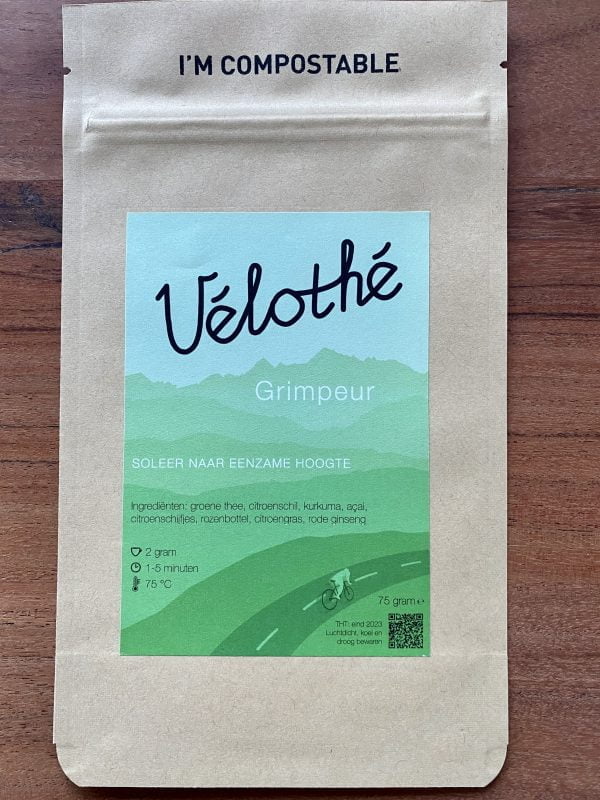 I'M COMPOSTABLE
Vélothé
Grimpeur
SOLEER NAAR EENZAME HOOGTE
Ingrediënten: groene thee, citroenschil, kurkuma, açai,
citroenschijfjes, rozenbottel, citroengras, rode ginseng
2 gram
1-5 minuten
75 °C
75 gram ℮
THT: eind 2023
Luchtdicht, koel en
droog bewaren